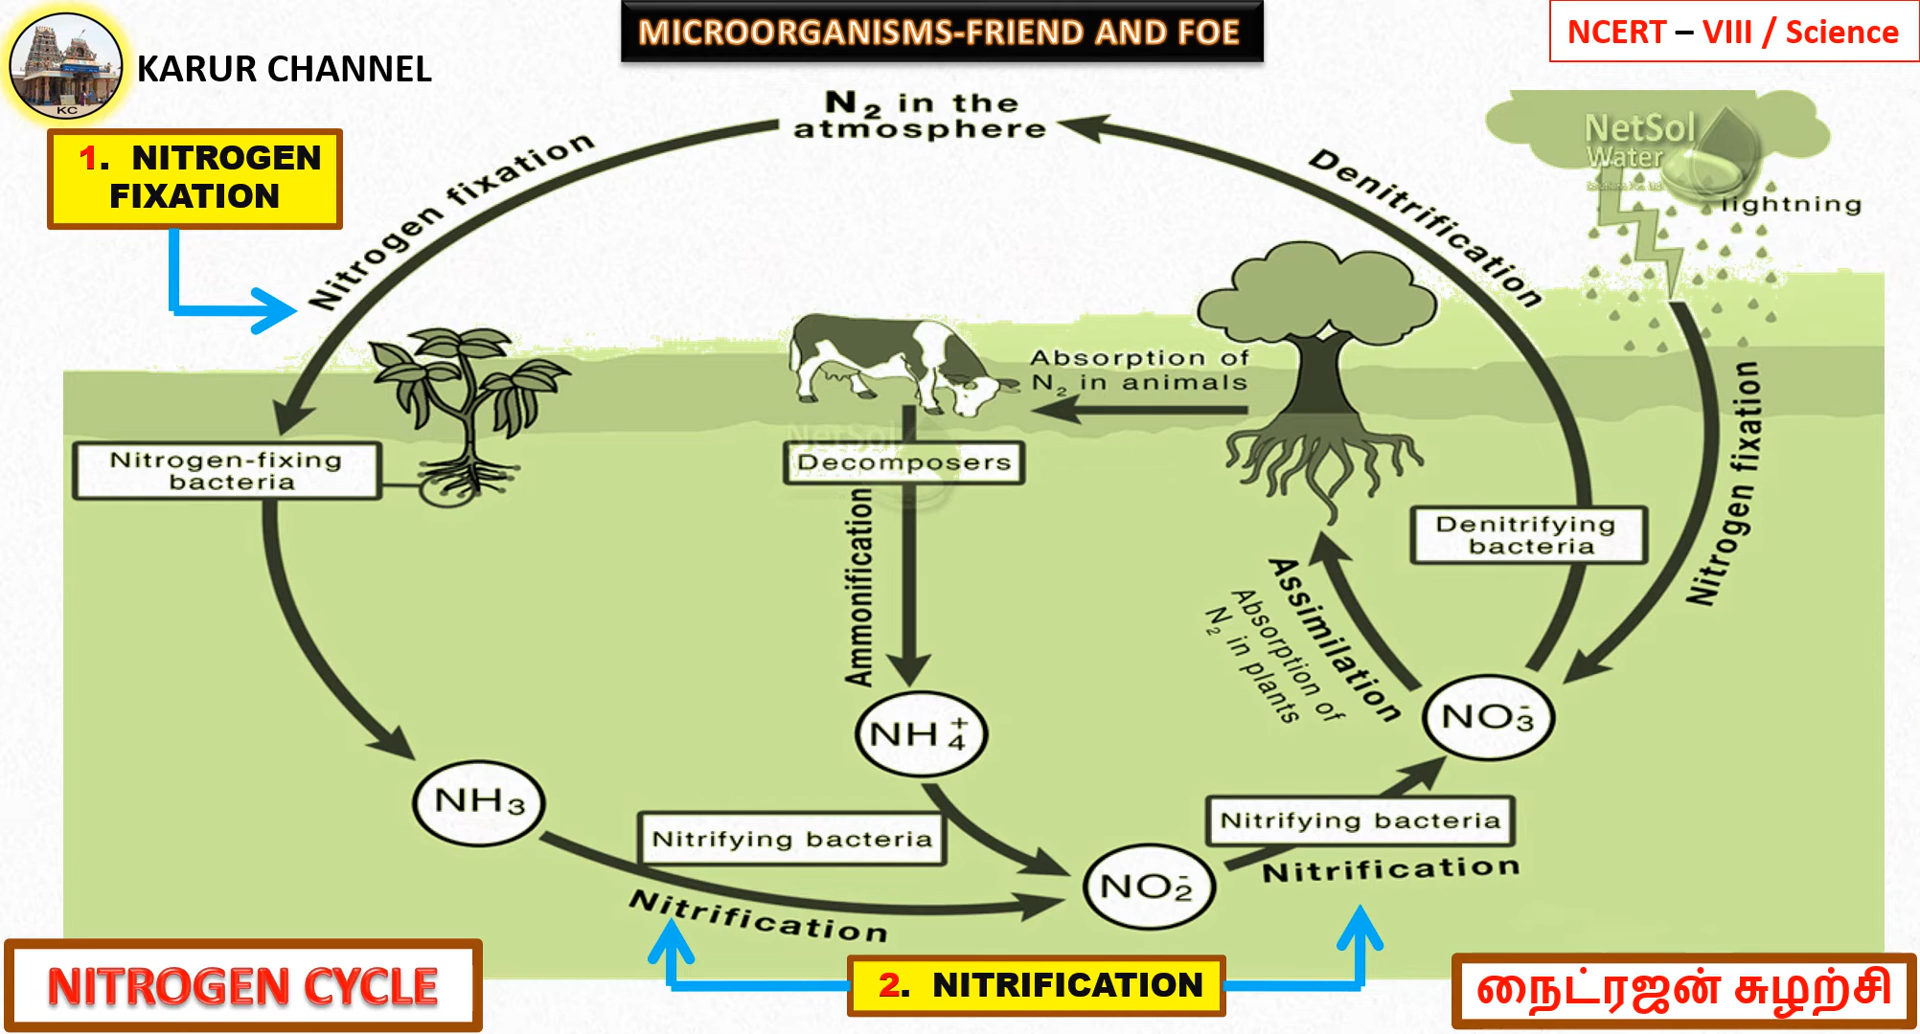 MICROORGANISMS-FRIEND AND FOE
NCERT – VIII / Science
KARUR CHANNEL
KC
1. NITROGEN
FIXATION
N2 in the
atmosphere
Nitrogen fixation
Denitrification
NetSol
Water
lightning
Absorption of
N2 in animals
Nitrogen fixation
Nitrogen-fixing
bacteria
NetSol
Decomposers
Denitrifying
bacteria
Ammonification
Assimilation
Absorption of
N2 in plants
NH4+
NO3-
NH3
Nitrifying bacteria
Nitrifying bacteria
NO2-
Nitrification
Nitrification
NITROGEN CYCLE
2. NITRIFICATION
நைட்ரஜன் சுழற்சி